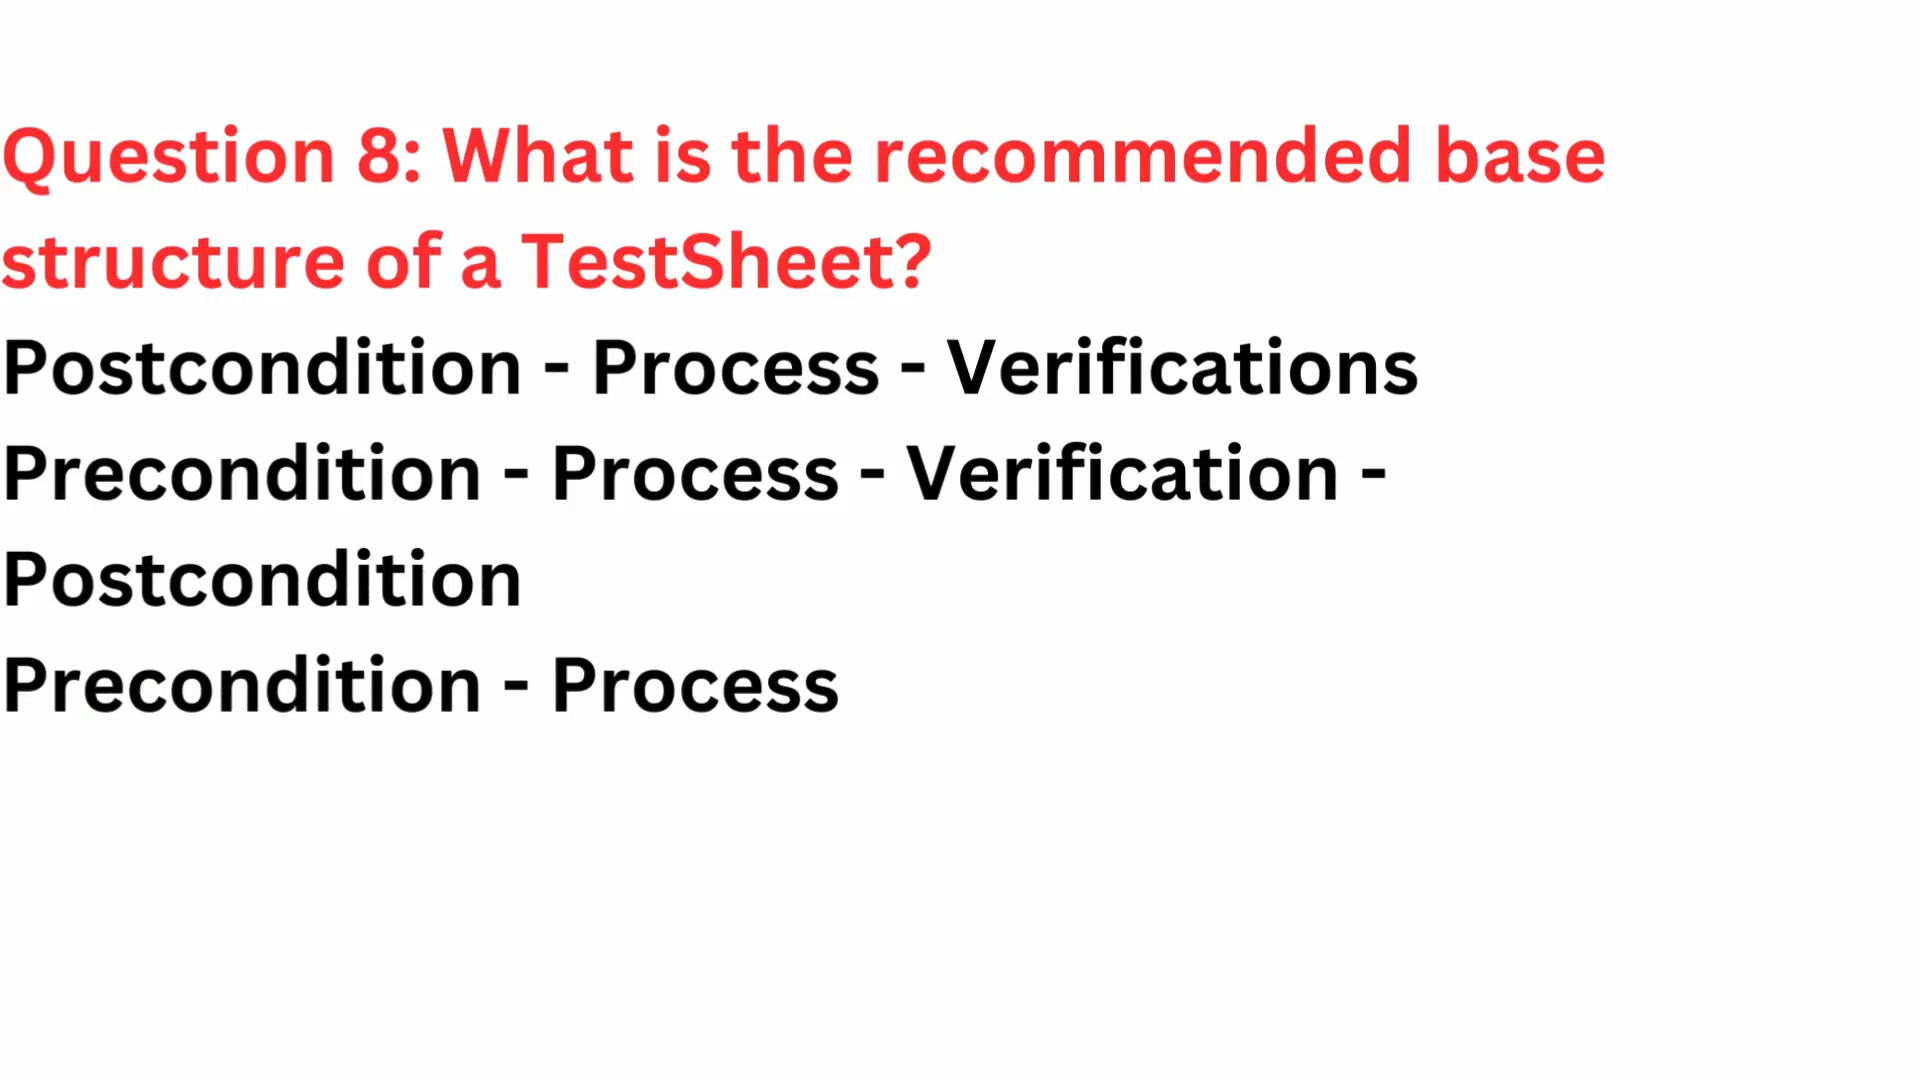 Question 8: What is the recommended base
structure of a TestSheet?
Postcondition - Process - Verifications
Precondition - Process - Verification -
Postcondition
Precondition - Process